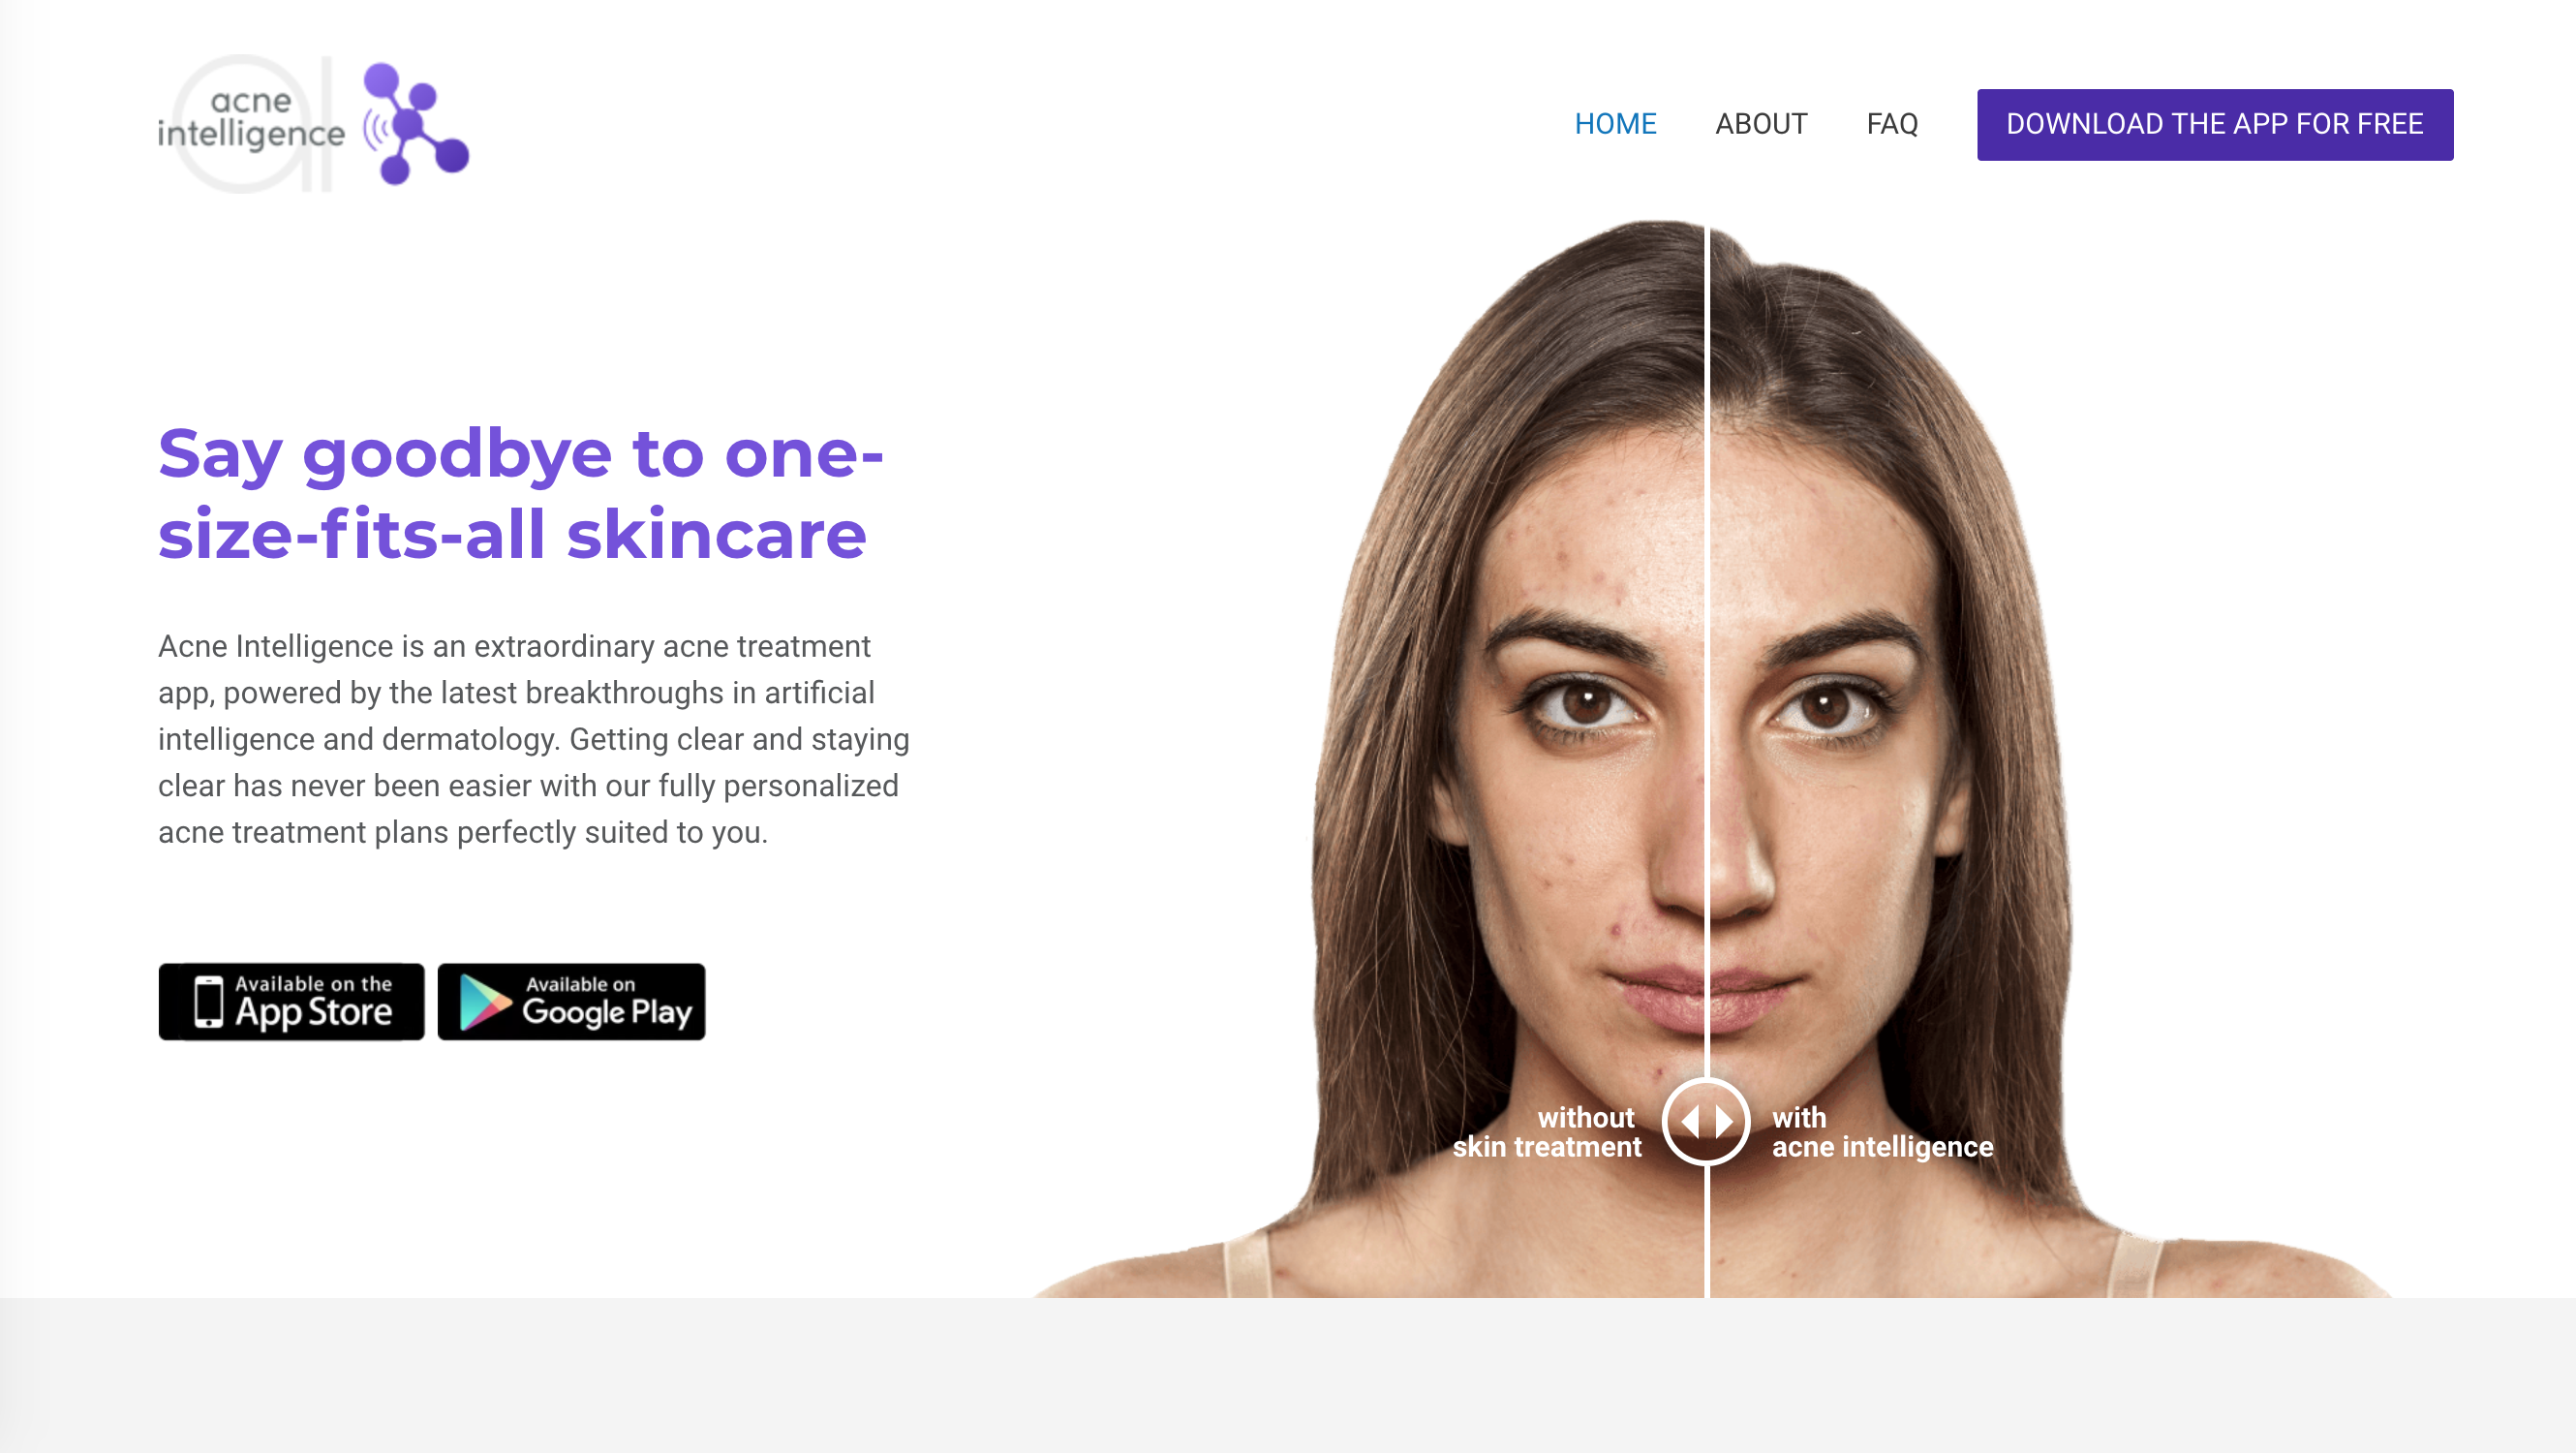 acne
intelligence
HOME
ABOUT
FAQ
DOWNLOAD THE APP FOR FREE
Say goodbye to one-
size-fits-all skincare
Acne Intelligence is an extraordinary acne treatment
app, powered by the latest breakthroughs in artificial
intelligence and dermatology. Getting clear and staying
clear has never been easier with our fully personalized
acne treatment plans perfectly suited to you.
Available on the
App Store
Available on
Google Play
without
skin treatment
with
acne intelligence